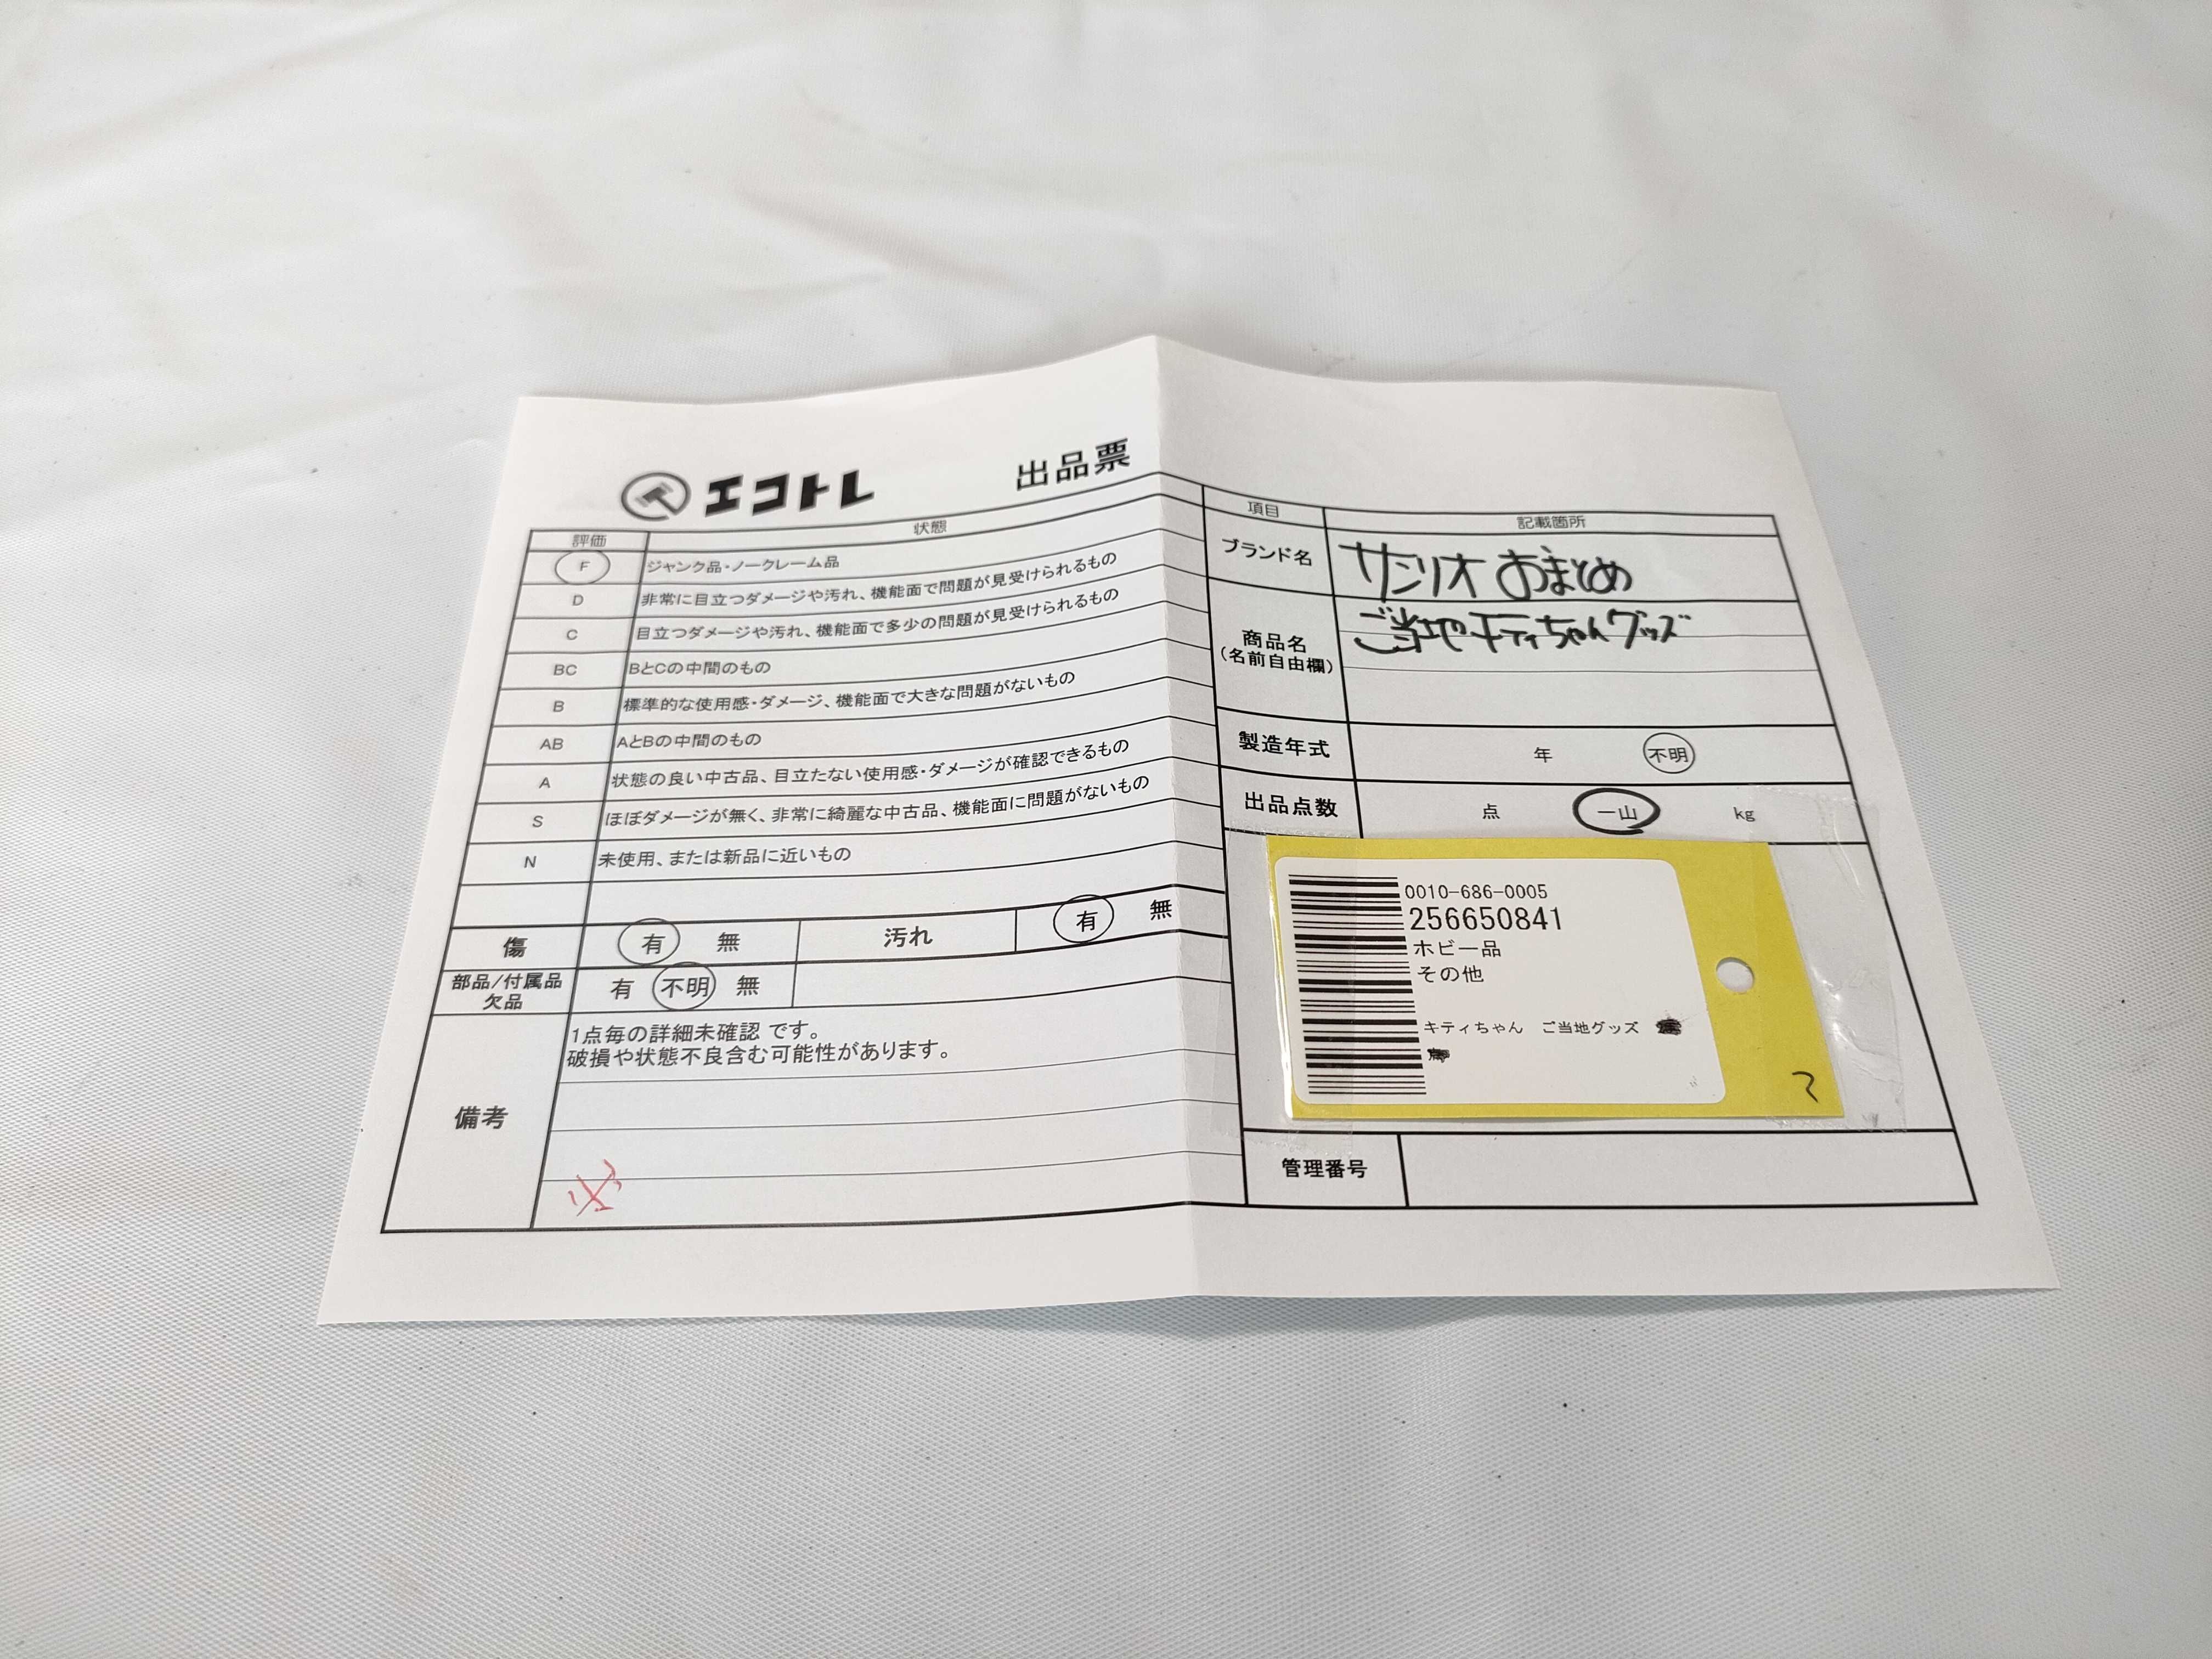 エコトレ 出品票
評価 状態
F ジャンク品・ノークレーム品
D 非常に目立つダメージや汚れ、機能面で問題が見受けられるもの
C 目立つダメージや汚れ、機能面で多少の問題が見受けられるもの
BC BとCの中間のもの
B 標準的な使用感・ダメージ、機能面で大きな問題がないもの
AB AとBの中間のもの
A 状態の良い中古品、目立たない使用感・ダメージが確認できるもの
S ほぼダメージが無く、非常に綺麗な中古品、機能面に問題がないもの
N 未使用、または新品に近いもの
傷 有 無 汚れ 有 無
部品/付属品
欠品
有 不明 無
備考
1点毎の詳細未確認 です。
破損や状態不良含む可能性があります。
項目 記載箇所
ブランド名 サンリオ おまとめ
商品名
(名前自由欄)
ご当地キティちゃんグッズ
製造年式 年 不明
出品点数 点 一山 kg
0010-686-0005
256650841
ホビー品
その他
キティちゃん ご当地グッズ
管理番号